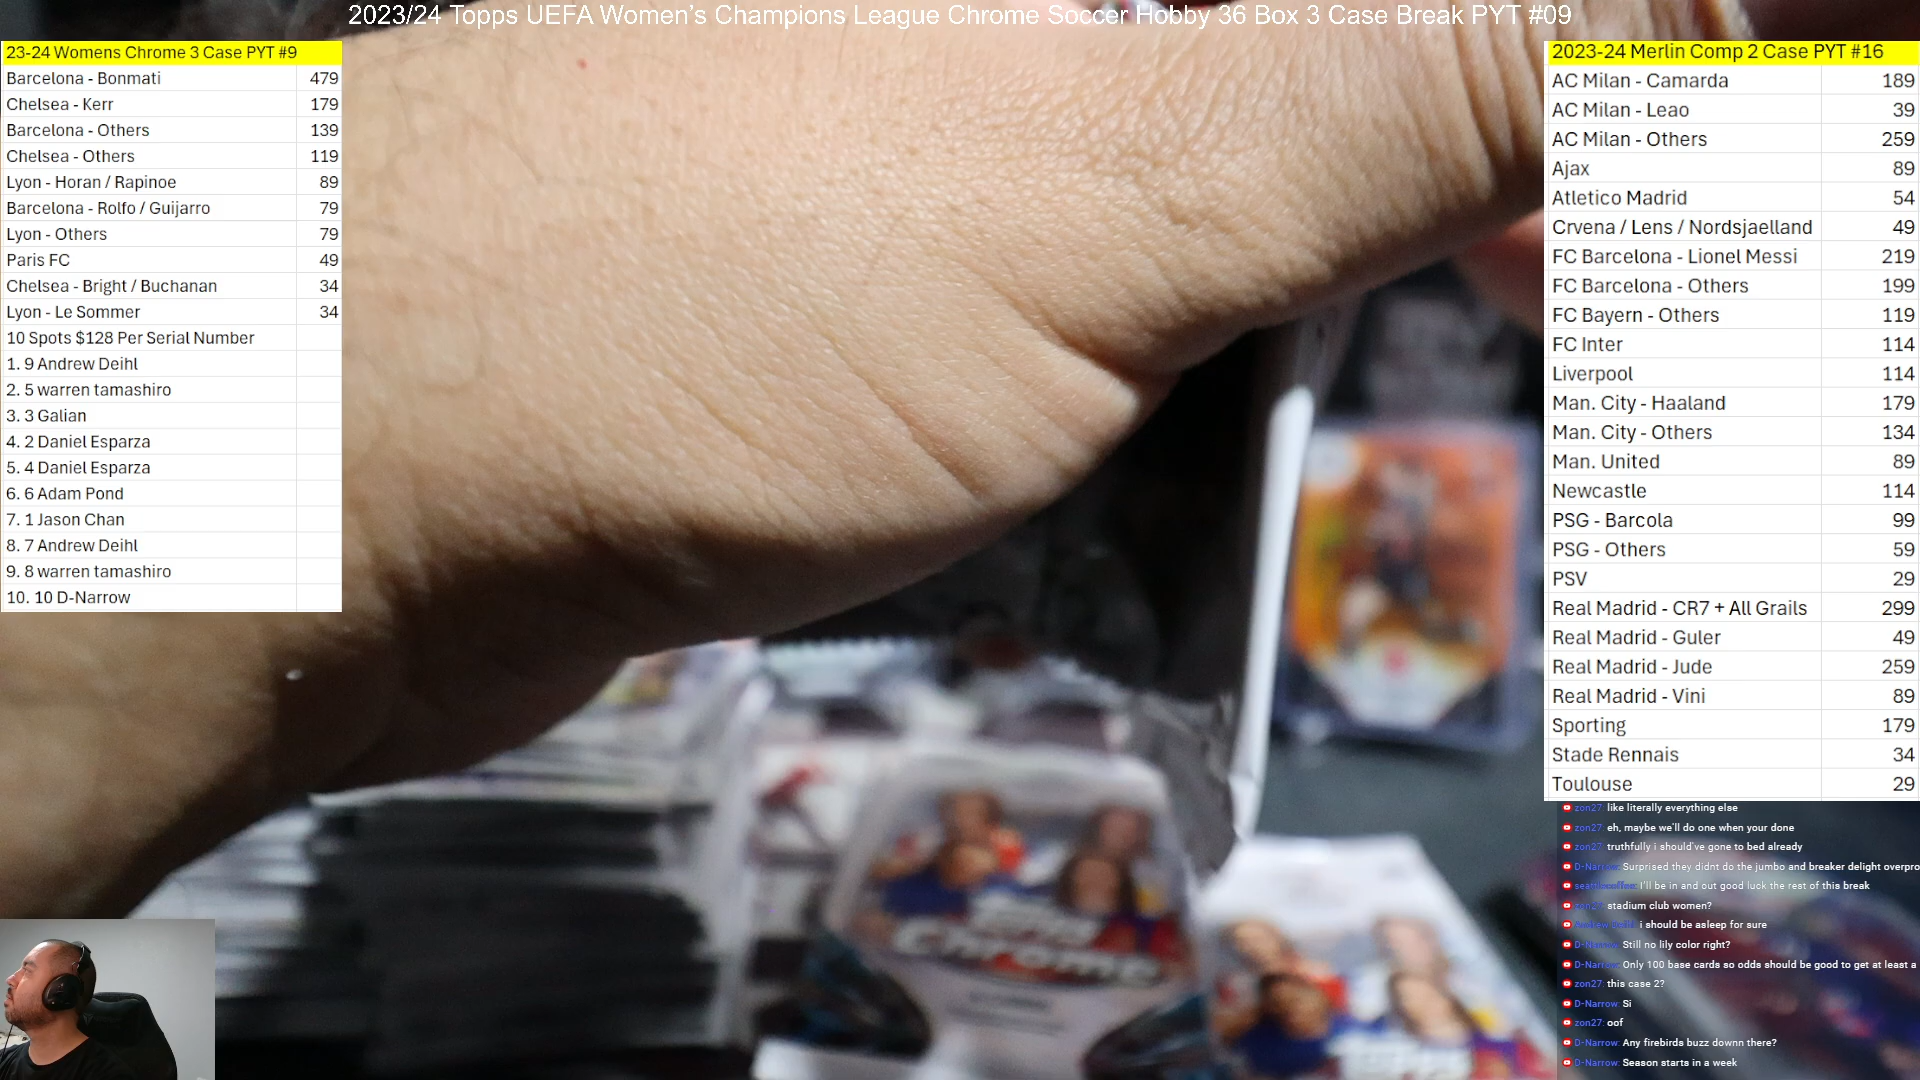 2023/24 Topps UEFA Women's Champions League Chrome Soccer Hobby 36 Box 3 Case Break PYT #09
23-24 Womens Chrome 3 Case PYT #9
Barcelona - Bonmati 479
Chelsea - Kerr 179
Barcelona - Others 139
Chelsea - Others 119
Lyon - Horan / Rapinoe 89
Barcelona - Rolfo / Guijarro 79
Lyon - Others 79
Paris FC 49
Chelsea - Bright / Buchanan 34
Lyon - Le Sommer 34
10 Spots $128 Per Serial Number
1. 9 Andrew Deihl
2. 5 warren tamashiro
3. 3 Galian
4. 2 Daniel Esparza
5. 4 Daniel Esparza
6. 6 Adam Pond
7. 1 Jason Chan
8. 7 Andrew Deihl
9. 8 warren tamashiro
10. 10 D-Narrow
2023-24 Merlin Comp 2 Case PYT #16
AC Milan - Camarda 189
AC Milan - Leao 39
AC Milan - Others 259
Ajax 89
Atletico Madrid 54
Crvena / Lens / Nordsjaelland 49
FC Barcelona - Lionel Messi 219
FC Barcelona - Others 199
FC Bayern - Others 119
FC Inter 114
Liverpool 114
Man. City - Haaland 179
Man. City - Others 134
Man. United 89
Newcastle 114
PSG - Barcola 99
PSG - Others 59
PSV 29
Real Madrid - CR7 + All Grails 299
Real Madrid - Guler 49
Real Madrid - Jude 259
Real Madrid - Vini 89
Sporting 179
Stade Rennais 34
Toulouse 29
zon27: like literally everything else
zon27: eh, maybe we'll do one when your done
zon27: truthfully i should've gone to bed already
D-Narrow: Surprised they didnt do the jumbo and breaker delight overpro
I'll be in and out good luck the rest of this break
zon27: stadium club women?
i should be asleep for sure
D-Narrow: Still no lily color right?
D-Narrow: Only 100 base cards so odds should be good to get at least a
zon27: this case 2?
D-Narrow: Si
zon27: oof
D-Narrow: Any firebirds buzz downn there?
D-Narrow: Season starts in a week
Topps
Chrome